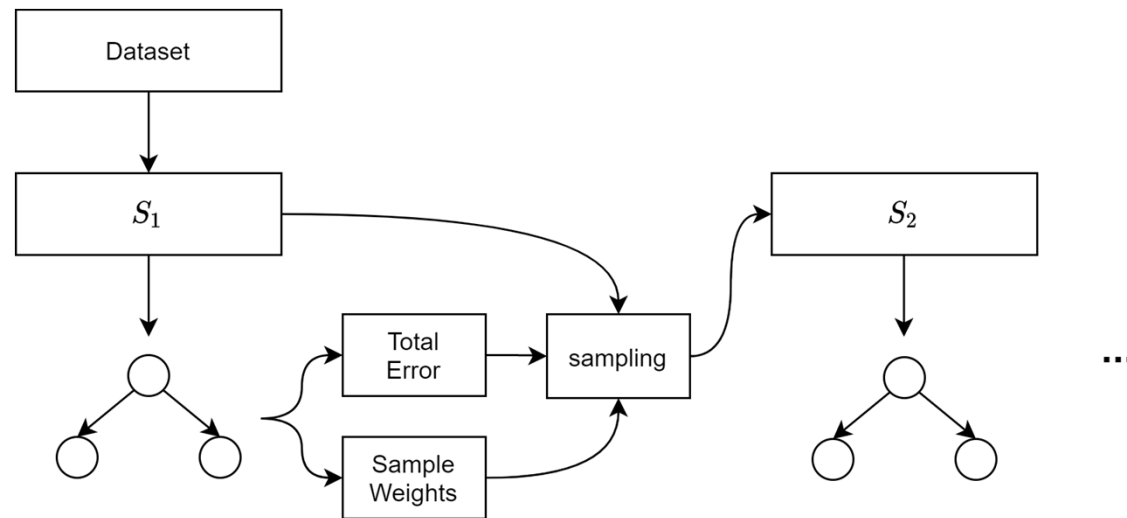 Dataset
S₁
S₂
Total
Error
sampling
Sample
Weights
...